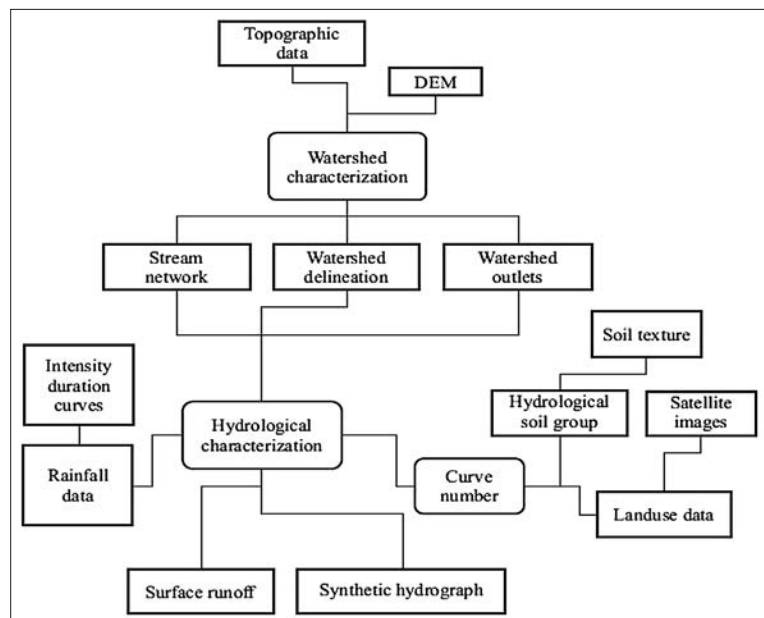 Topographic
data
DEM
Watershed
characterization
Stream
network
Watershed
delineation
Watershed
outlets
Soil texture
Intensity
duration
curves
Hydrological
characterization
Hydrological
soil group
Satellite
images
Rainfall
data
Curve
number
Landuse data
Surface runoff
Synthetic hydrograph